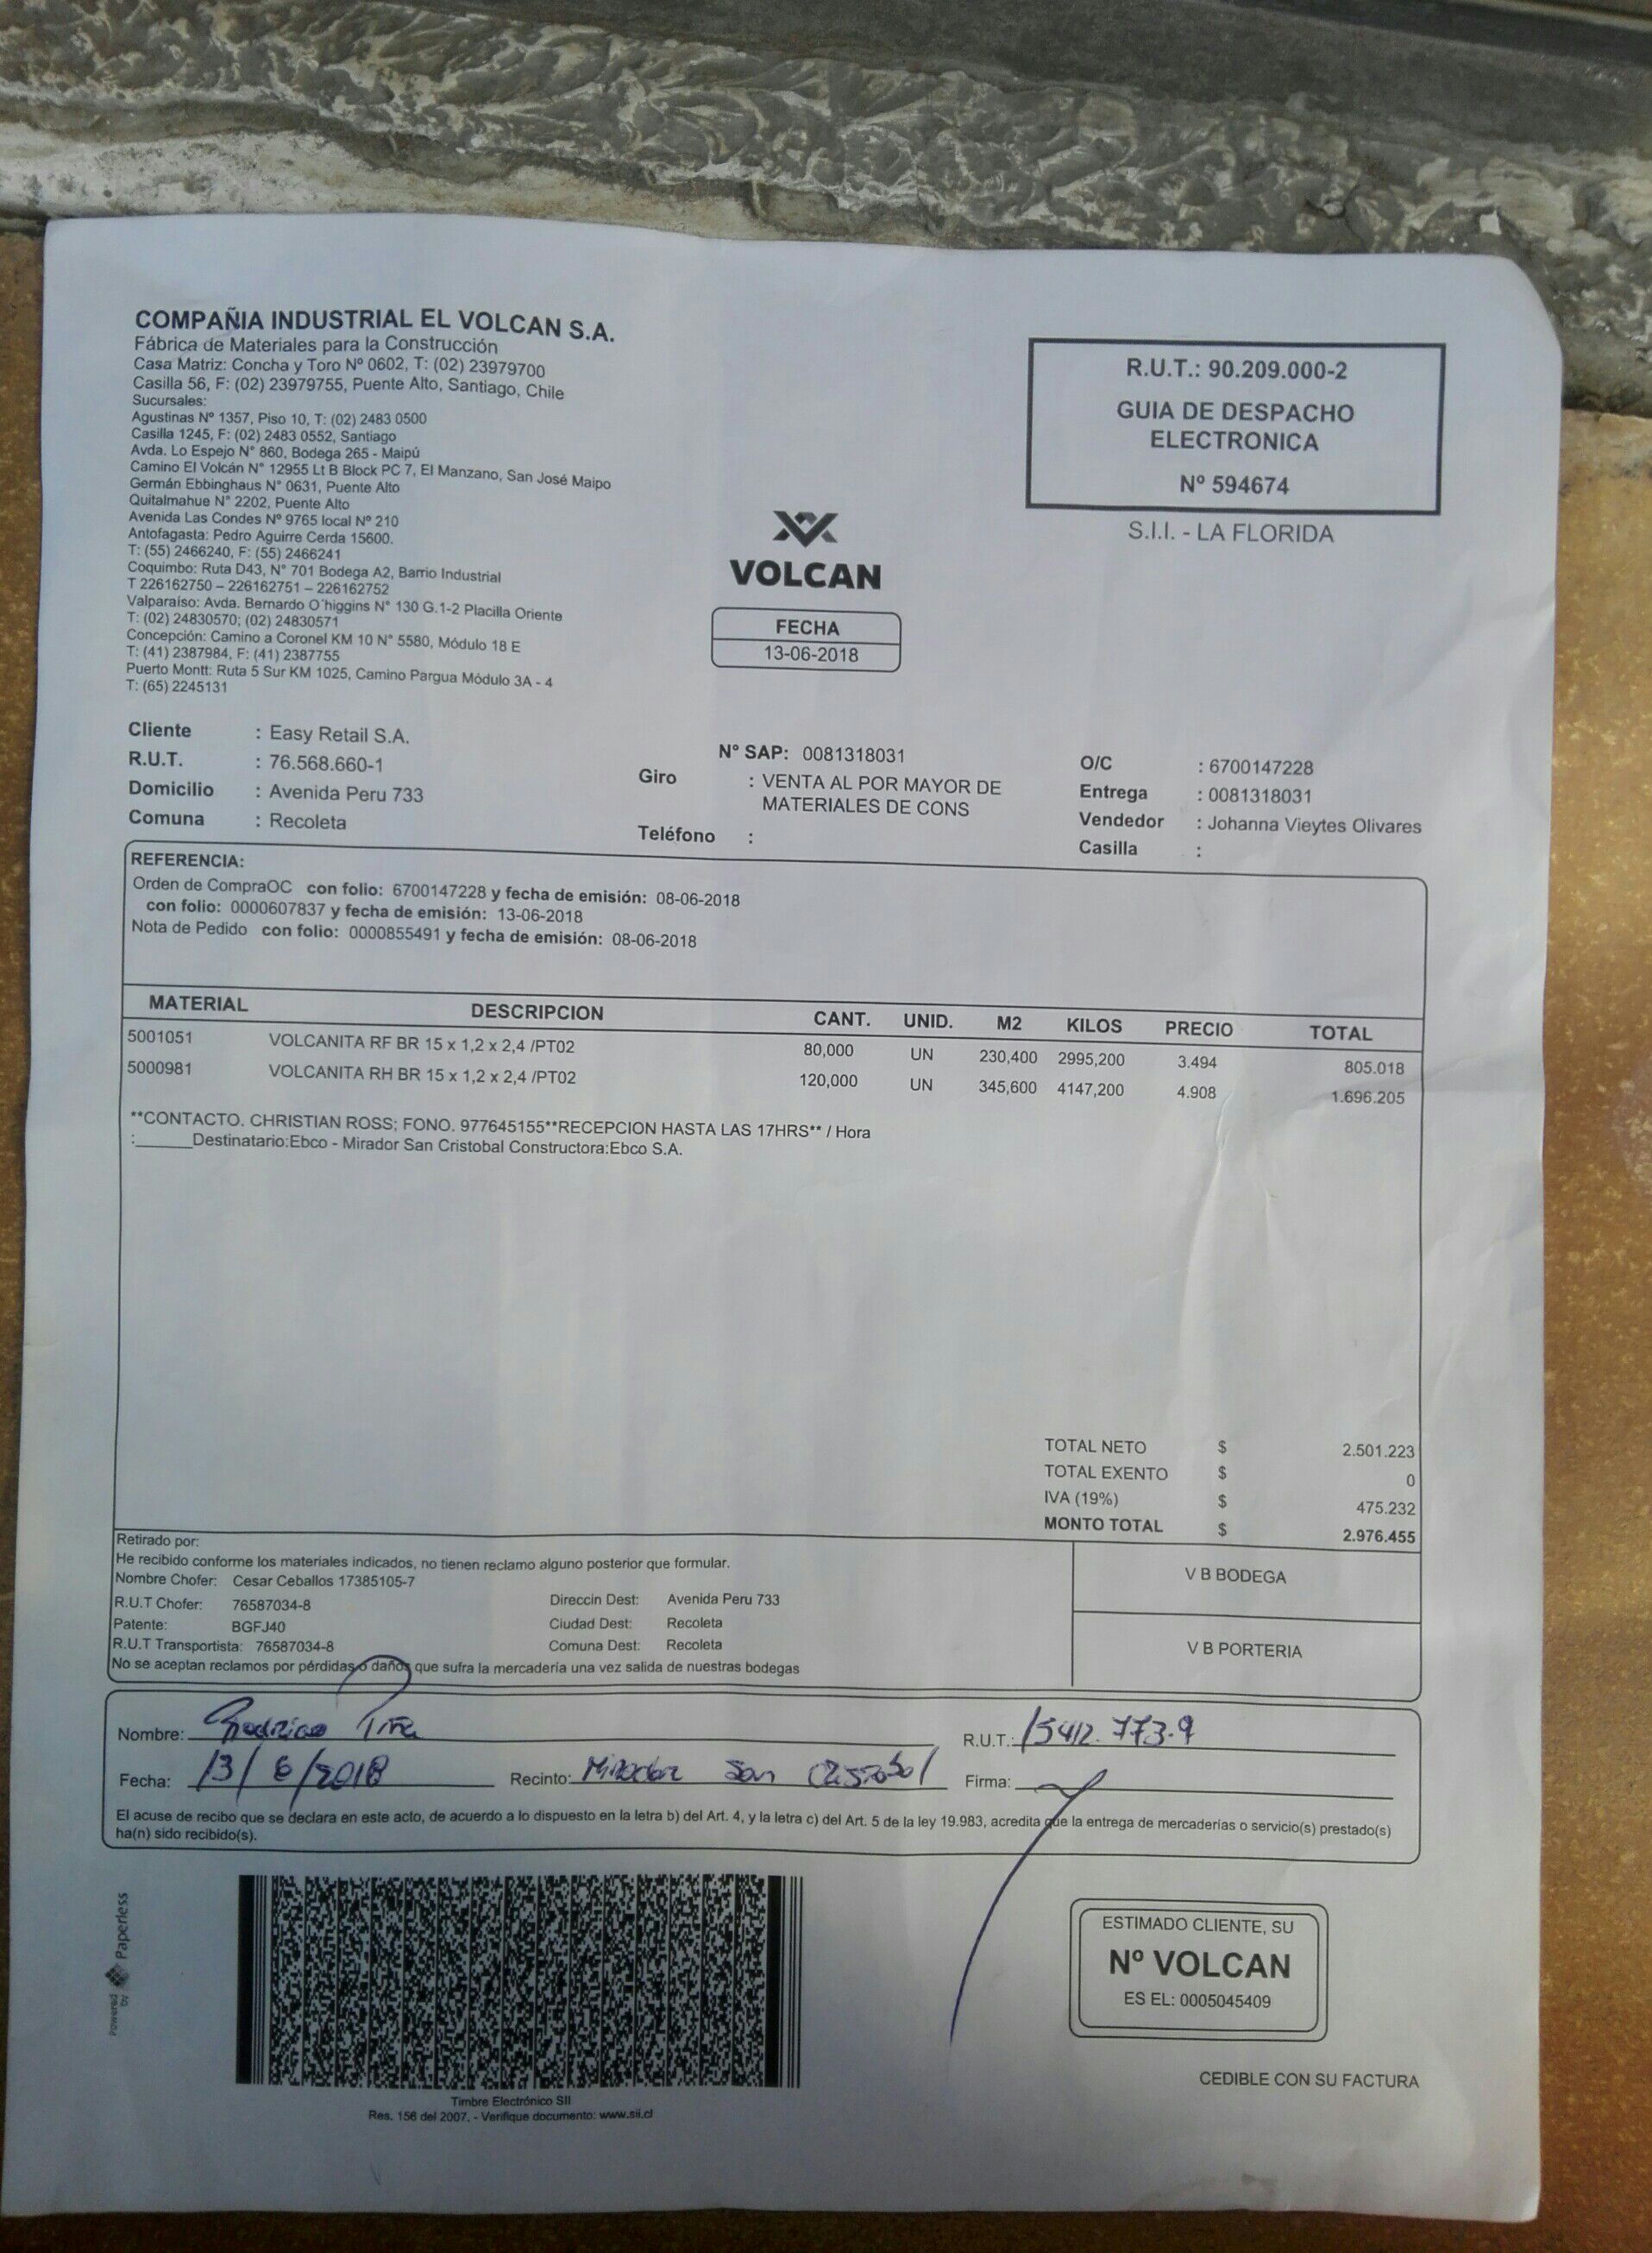 COMPAÑIA INDUSTRIAL EL VOLCAN S.A.
Fábrica de Materiales para la Construcción
Casa Matriz: Concha y Toro Nº 0602, T: (02) 23979700
Casilla 56, F: (02) 23979755, Puente Alto, Santiago, Chile
Sucursales:
Agustinas Nº 1357, Piso 10, T: (02) 2483 0500
Casilla 1245, F: (02) 2483 0552, Santiago
Avda. Lo Espejo N° 860, Bodega 265 - Maipú
Camino El Volcán N° 12955 Lt B Block PC 7, El Manzano, San José Maipo
Germán Ebbinghaus N° 0631, Puente Alto
Quitalmahue N° 2202, Puente Alto
Avenida Las Condes Nº 9765 local Nº 210
Antofagasta: Pedro Aguirre Cerda 15600.
T: (55) 2466240, F: (55) 2466241
Coquimbo: Ruta D43, N° 701 Bodega A2, Barrio Industrial
T 226162750 – 226162751 – 226162752
Valparaíso: Avda. Bernardo O'higgins N° 130 G.1-2 Placilla Oriente
T: (02) 24830570; (02) 24830571
Concepción: Camino a Coronel KM 10 N° 5580, Módulo 18 E
T: (41) 2387984, F: (41) 2387755
Puerto Montt: Ruta 5 Sur KM 1025, Camino Pargua Módulo 3A - 4
T: (65) 2245131
R.U.T.: 90.209.000-2
GUIA DE DESPACHO
ELECTRONICA
Nº 594674
S.I.I. - LA FLORIDA
VOLCAN
FECHA
13-06-2018
Cliente : Easy Retail S.A.
R.U.T. : 76.568.660-1
Domicilio : Avenida Peru 733
Comuna : Recoleta
N° SAP: 0081318031
Giro : VENTA AL POR MAYOR DE
MATERIALES DE CONS
Teléfono :
O/C : 6700147228
Entrega : 0081318031
Vendedor : Johanna Vieytes Olivares
Casilla :
REFERENCIA:
Orden de CompraOC con folio: 6700147228 y fecha de emisión: 08-06-2018
con folio: 0000607837 y fecha de emisión: 13-06-2018
Nota de Pedido con folio: 0000855491 y fecha de emisión: 08-06-2018
MATERIAL DESCRIPCION CANT. UNID. M2 KILOS PRECIO TOTAL
5001051 VOLCANITA RF BR 15 x 1,2 x 2,4 /PT02 80,000 UN 230,400 2995,200 3.494 805.018
5000981 VOLCANITA RH BR 15 x 1,2 x 2,4 /PT02 120,000 UN 345,600 4147,200 4.908 1.696.205
**CONTACTO. CHRISTIAN ROSS; FONO. 977645155**RECEPCION HASTA LAS 17HRS** / Hora
:______Destinatario:Ebco - Mirador San Cristobal Constructora:Ebco S.A.
TOTAL NETO $ 2.501.223
TOTAL EXENTO $ 0
IVA (19%) $ 475.232
MONTO TOTAL $ 2.976.455
Retirado por:
He recibido conforme los materiales indicados, no tienen reclamo alguno posterior que formular.
Nombre Chofer: Cesar Ceballos 17385105-7
R.U.T Chofer: 76587034-8 Direccin Dest: Avenida Peru 733
Patente: BGFJ40 Ciudad Dest: Recoleta
R.U.T Transportista: 76587034-8 Comuna Dest: Recoleta
No se aceptan reclamos por pérdidas o daños que sufra la mercadería una vez salida de nuestras bodegas
V B BODEGA
V B PORTERIA
Nombre: Rodrigo Piña R.U.T.: 15412.773-9
Fecha: 13/6/2018 Recinto: Mirador San Cristobal Firma:
El acuse de recibo que se declara en este acto, de acuerdo a lo dispuesto en la letra b) del Art. 4, y la letra c) del Art. 5 de la ley 19.983, acredita que la entrega de mercaderías o servicio(s) prestado(s)
ha(n) sido recibido(s).
Powered by Paperless
Timbre Electrónico SII
Res. 156 del 2007. - Verifique documento: www.sii.cl
ESTIMADO CLIENTE, SU
Nº VOLCAN
ES EL: 0005045409
CEDIBLE CON SU FACTURA